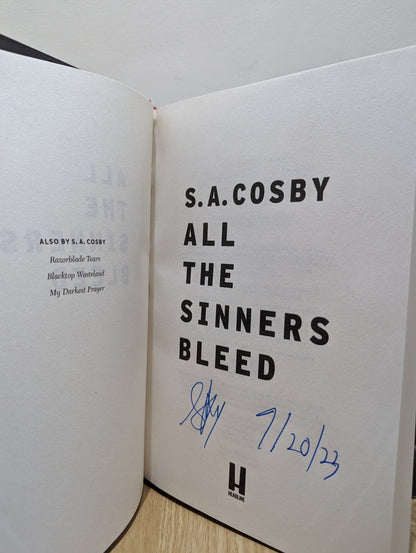 ALSO BY S. A. COSBY
Razorblade Tears
Blacktop Wasteland
My Darkest Prayer
S. A. COSBY
ALL
THE
SINNERS
BLEED
7/20/23
H
HEADLINE